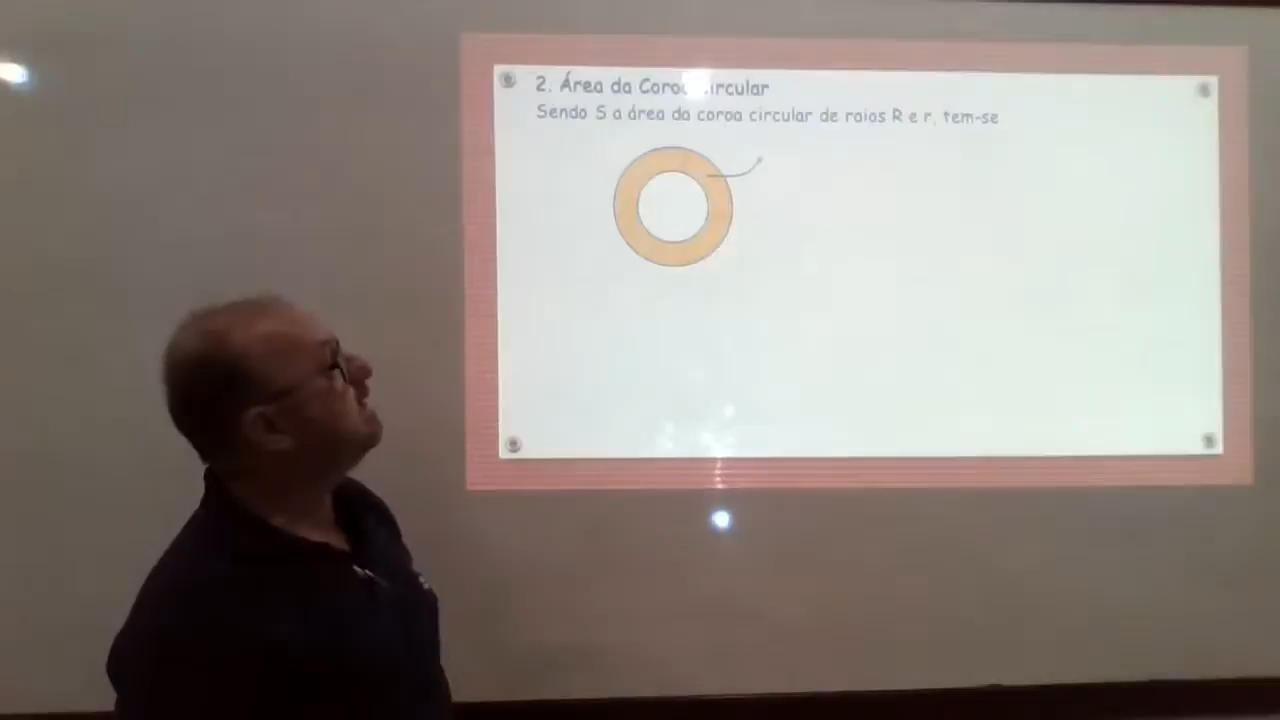 2. Área da Coroa Circular
Sendo S a área da coroa circular de raios R e r, tem-se